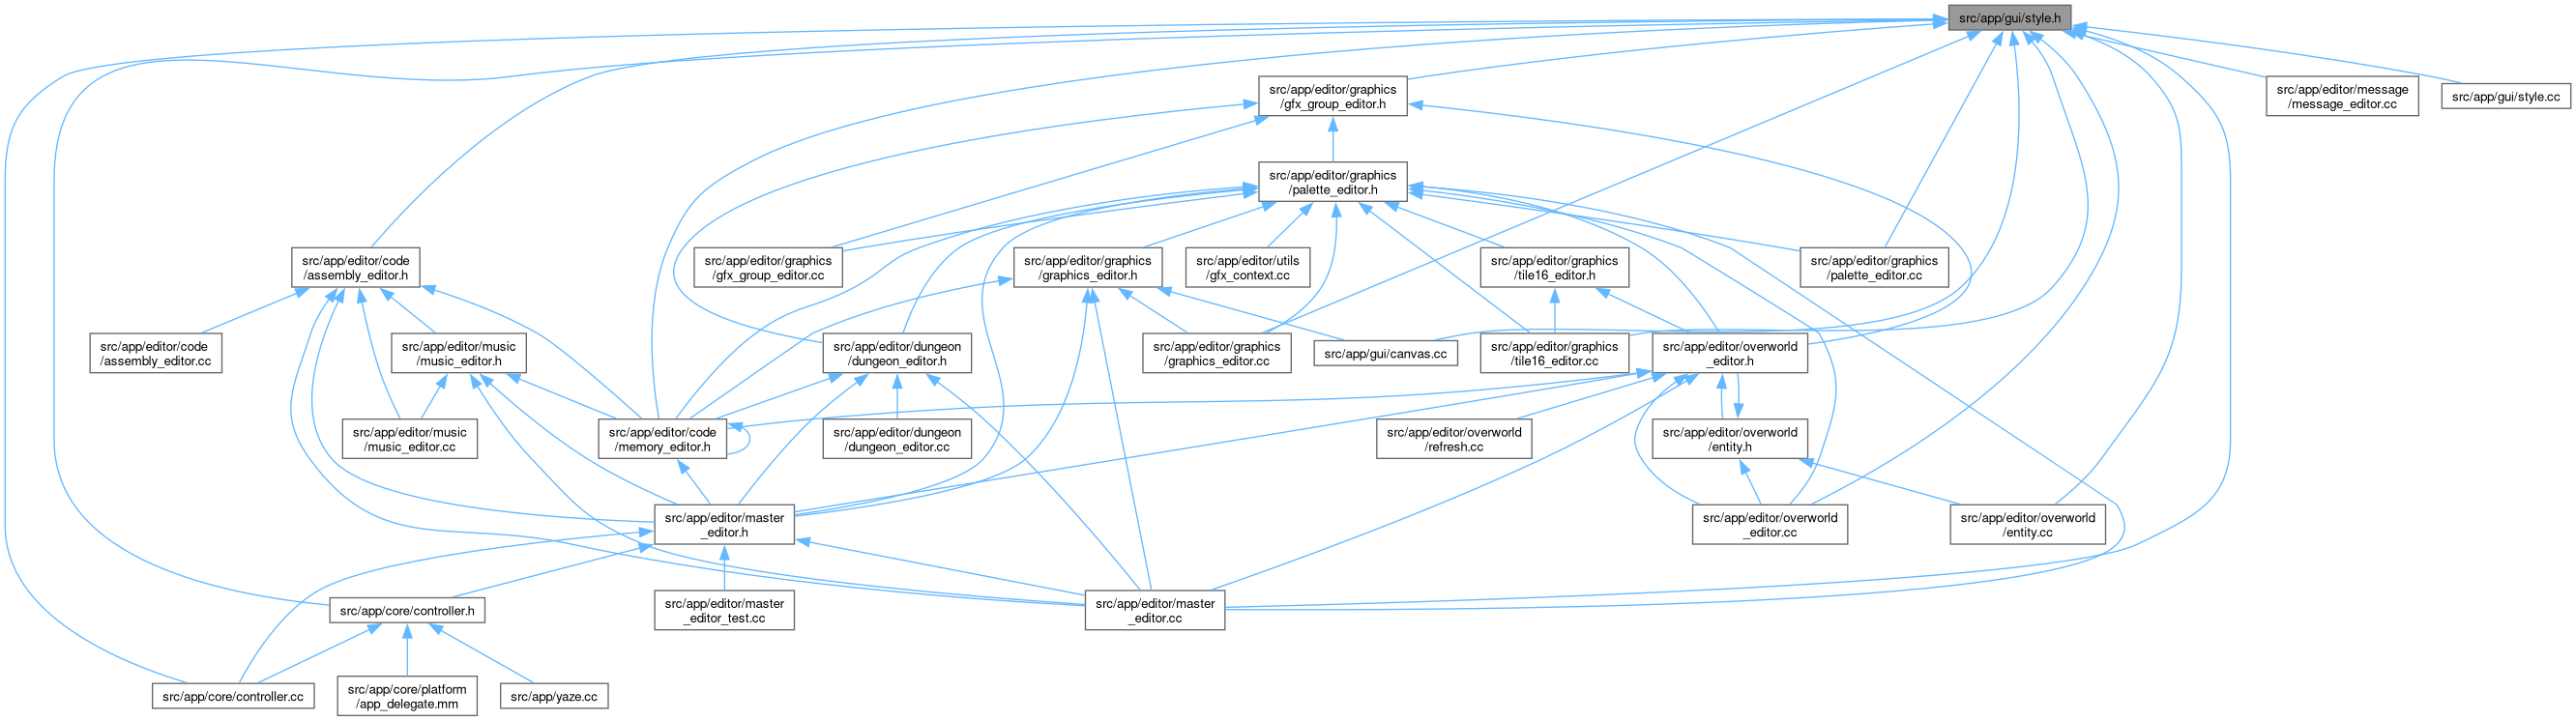 src/app/gui/style.h
src/app/editor/graphics
/gfx_group_editor.h
src/app/editor/message
/message_editor.cc
src/app/gui/style.cc
src/app/editor/graphics
/palette_editor.h
src/app/editor/code
/assembly_editor.h
src/app/editor/graphics
/gfx_group_editor.cc
src/app/editor/graphics
/graphics_editor.h
src/app/editor/utils
/gfx_context.cc
src/app/editor/graphics
/tile16_editor.h
src/app/editor/graphics
/palette_editor.cc
src/app/editor/code
/assembly_editor.cc
src/app/editor/music
/music_editor.h
src/app/editor/dungeon
/dungeon_editor.h
src/app/editor/graphics
/graphics_editor.cc
src/app/gui/canvas.cc
src/app/editor/graphics
/tile16_editor.cc
src/app/editor/overworld
_editor.h
src/app/editor/music
/music_editor.cc
src/app/editor/code
/memory_editor.h
src/app/editor/dungeon
/dungeon_editor.cc
src/app/editor/overworld
/refresh.cc
src/app/editor/overworld
/entity.h
src/app/editor/master
_editor.h
src/app/editor/overworld
_editor.cc
src/app/editor/overworld
/entity.cc
src/app/core/controller.h
src/app/editor/master
_editor_test.cc
src/app/editor/master
_editor.cc
src/app/core/controller.cc
src/app/core/platform
/app_delegate.mm
src/app/yaze.cc